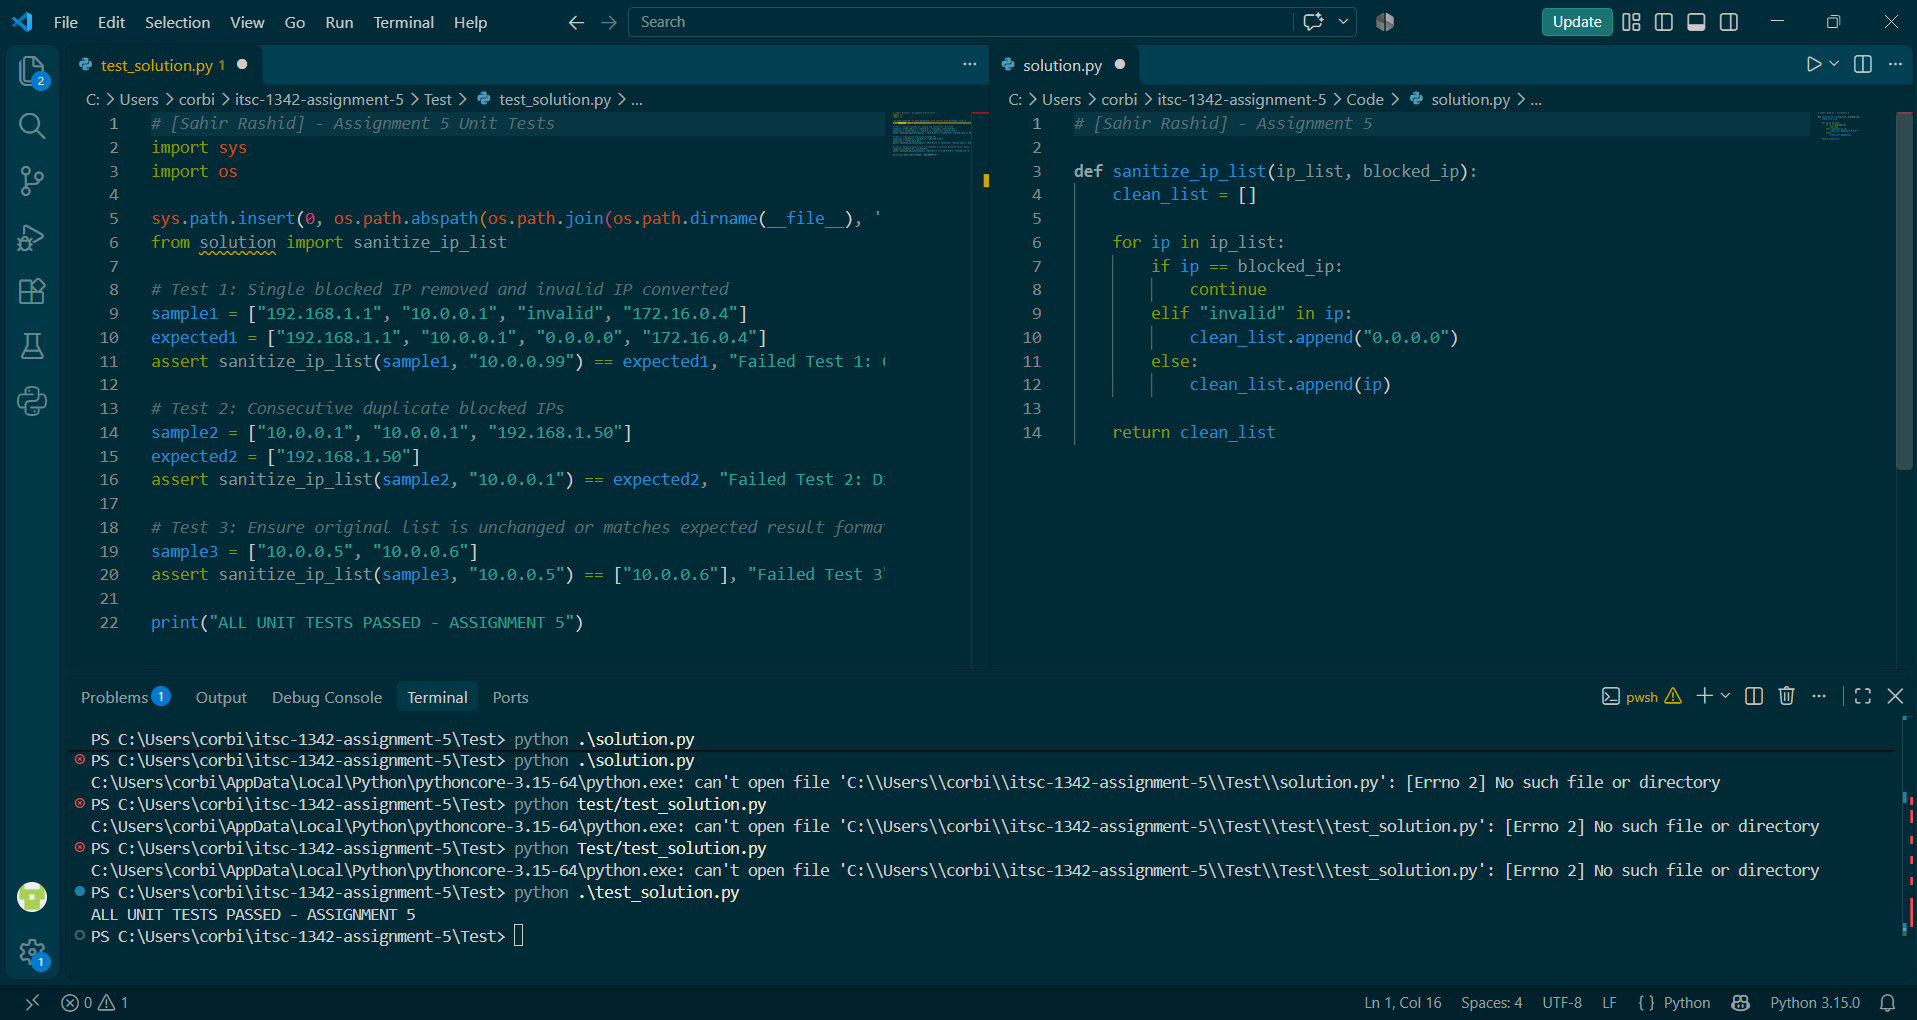 File Edit Selection View Go Run Terminal Help
Search
Update
2
test_solution.py 1
C: > Users > corbi > itsc-1342-assignment-5 > Test > test_solution.py > ...
1 # [Sahir Rashid] - Assignment 5 Unit Tests
2 import sys
3 import os
4
5 sys.path.insert(0, os.path.abspath(os.path.join(os.path.dirname(__file__), '
6 from solution import sanitize_ip_list
7
8 # Test 1: Single blocked IP removed and invalid IP converted
9 sample1 = ["192.168.1.1", "10.0.0.1", "invalid", "172.16.0.4"]
10 expected1 = ["192.168.1.1", "10.0.0.1", "0.0.0.0", "172.16.0.4"]
11 assert sanitize_ip_list(sample1, "10.0.0.99") == expected1, "Failed Test 1:
12
13 # Test 2: Consecutive duplicate blocked IPs
14 sample2 = ["10.0.0.1", "10.0.0.1", "192.168.1.50"]
15 expected2 = ["192.168.1.50"]
16 assert sanitize_ip_list(sample2, "10.0.0.1") == expected2, "Failed Test 2:
17
18 # Test 3: Ensure original list is unchanged or matches expected result forma
19 sample3 = ["10.0.0.5", "10.0.0.6"]
20 assert sanitize_ip_list(sample3, "10.0.0.5") == ["10.0.0.6"], "Failed Test 3"
21
22 print("ALL UNIT TESTS PASSED - ASSIGNMENT 5")
solution.py
C: > Users > corbi > itsc-1342-assignment-5 > Code > solution.py > ...
1 # [Sahir Rashid] - Assignment 5
2
3 def sanitize_ip_list(ip_list, blocked_ip):
4 clean_list = []
5
6 for ip in ip_list:
7 if ip == blocked_ip:
8 continue
9 elif "invalid" in ip:
10 clean_list.append("0.0.0.0")
11 else:
12 clean_list.append(ip)
13
14 return clean_list
Problems 1 Output Debug Console Terminal Ports
pwsh
PS C:\Users\corbi\itsc-1342-assignment-5\Test> python .\solution.py
PS C:\Users\corbi\itsc-1342-assignment-5\Test> python .\solution.py
C:\Users\corbi\AppData\Local\Python\pythoncore-3.15-64\python.exe: can't open file 'C:\\Users\\corbi\\itsc-1342-assignment-5\\Test\\solution.py': [Errno 2] No such file or directory
PS C:\Users\corbi\itsc-1342-assignment-5\Test> python test/test_solution.py
C:\Users\corbi\AppData\Local\Python\pythoncore-3.15-64\python.exe: can't open file 'C:\\Users\\corbi\\itsc-1342-assignment-5\\Test\\test\\test_solution.py': [Errno 2] No such file or directory
PS C:\Users\corbi\itsc-1342-assignment-5\Test> python Test/test_solution.py
C:\Users\corbi\AppData\Local\Python\pythoncore-3.15-64\python.exe: can't open file 'C:\\Users\\corbi\\itsc-1342-assignment-5\\Test\\Test\\test_solution.py': [Errno 2] No such file or directory
PS C:\Users\corbi\itsc-1342-assignment-5\Test> python .\test_solution.py
ALL UNIT TESTS PASSED - ASSIGNMENT 5
PS C:\Users\corbi\itsc-1342-assignment-5\Test>
1
0 1
Ln 1, Col 16 Spaces: 4 UTF-8 LF { } Python Python 3.15.0